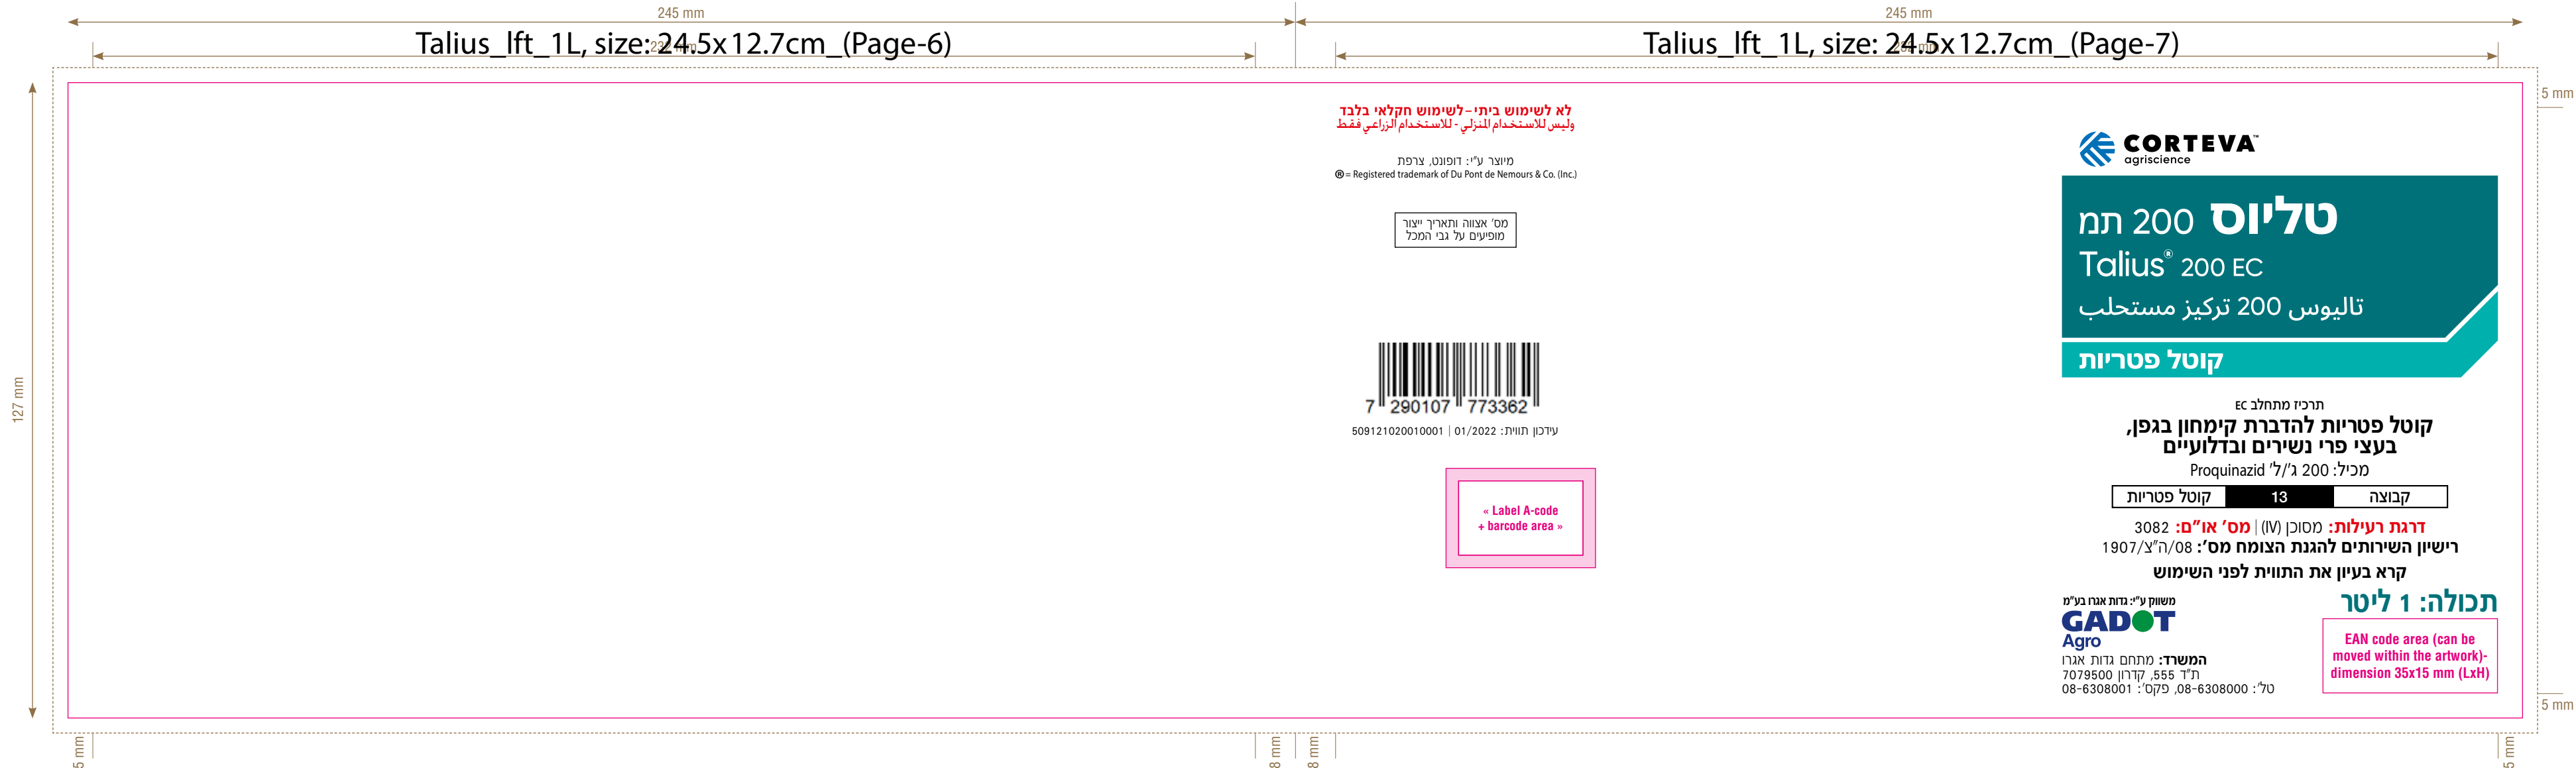 245 mm
245 mm
Talius_lft_1L, size: 24.5x12.7cm_(Page-6)
Talius_lft_1L, size: 24.5x12.7cm_(Page-7)
127 mm
5 mm
לא לשימוש ביתי – לשימוש חקלאי בלבד
وليس للاستخدام المنزلي - للاستخدام الزراعي فقط
מיוצר ע"י: דופונט, צרפת
® = Registered trademark of Du Pont de Nemours & Co. (Inc.)
מס' אצווה ותאריך ייצור
מופיעים על גבי המכל
7 290107 773362
עידכון תווית: 01/2022 | 509121020010001
« Label A-code
+ barcode area »
CORTEVA™
agriscience
טליוס 200 תמ
Talius® 200 EC
تاليوس 200 تركيز مستحلب
קוטל פטריות
תרכיז מתחלב EC
קוטל פטריות להדברת קימחון בגפן,
בעצי פרי נשירים ובדלועיים
מכיל: 200 ג'/ל' Proquinazid
קבוצה 13 קוטל פטריות
דרגת רעילות: מסוכן (IV) | מס' או"ם: 3082
רישיון השירותים להגנת הצומח מס': 08/ה"צ/1907
קרא בעיון את התווית לפני השימוש
תכולה: 1 ליטר
משווק ע"י: גדות אגרו בע"מ
GADOT
Agro
המשרד: מתחם גדות אגרו
ת"ד 555, קדרון 7079500
טל': 08-6308000, פקס': 08-6308001
EAN code area (can be
moved within the artwork)-
dimension 35x15 mm (LxH)
5 mm
5 mm
8 mm
8 mm
5 mm